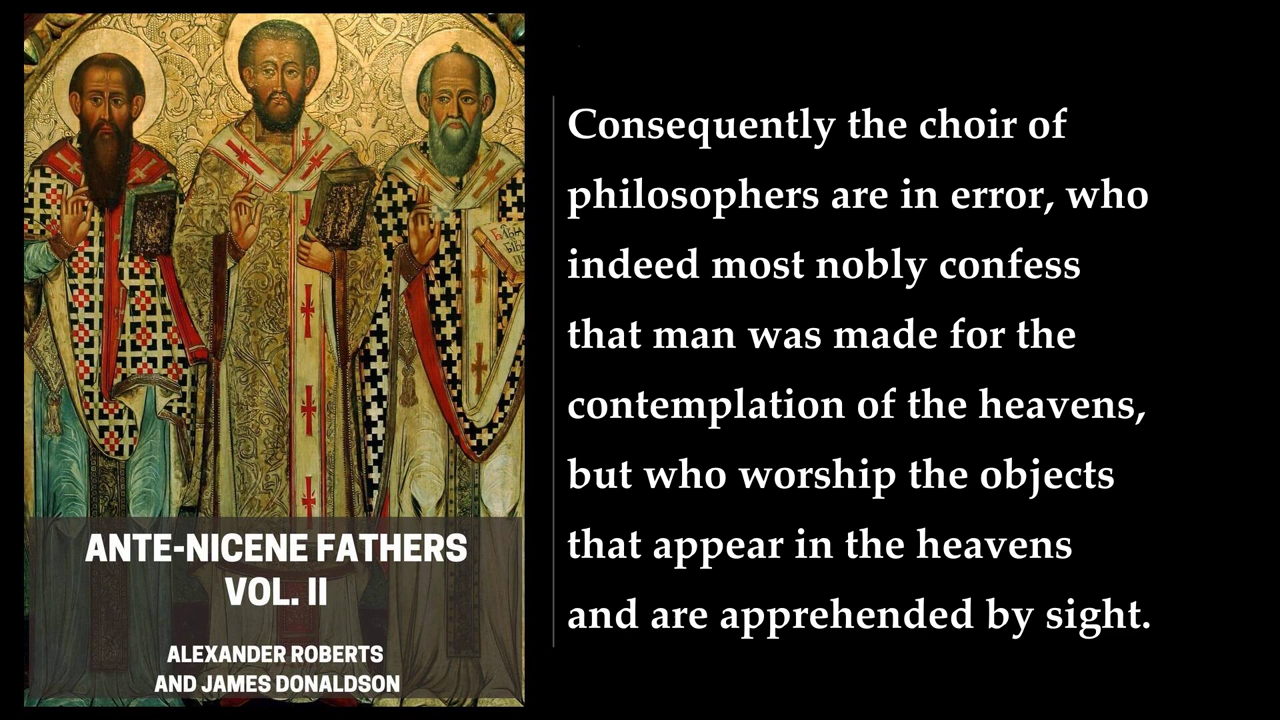 ANTE-NICENE FATHERS
VOL. II
ALEXANDER ROBERTS
AND JAMES DONALDSON
Consequently the choir of
philosophers are in error, who
indeed most nobly confess
that man was made for the
contemplation of the heavens,
but who worship the objects
that appear in the heavens
and are apprehended by sight.